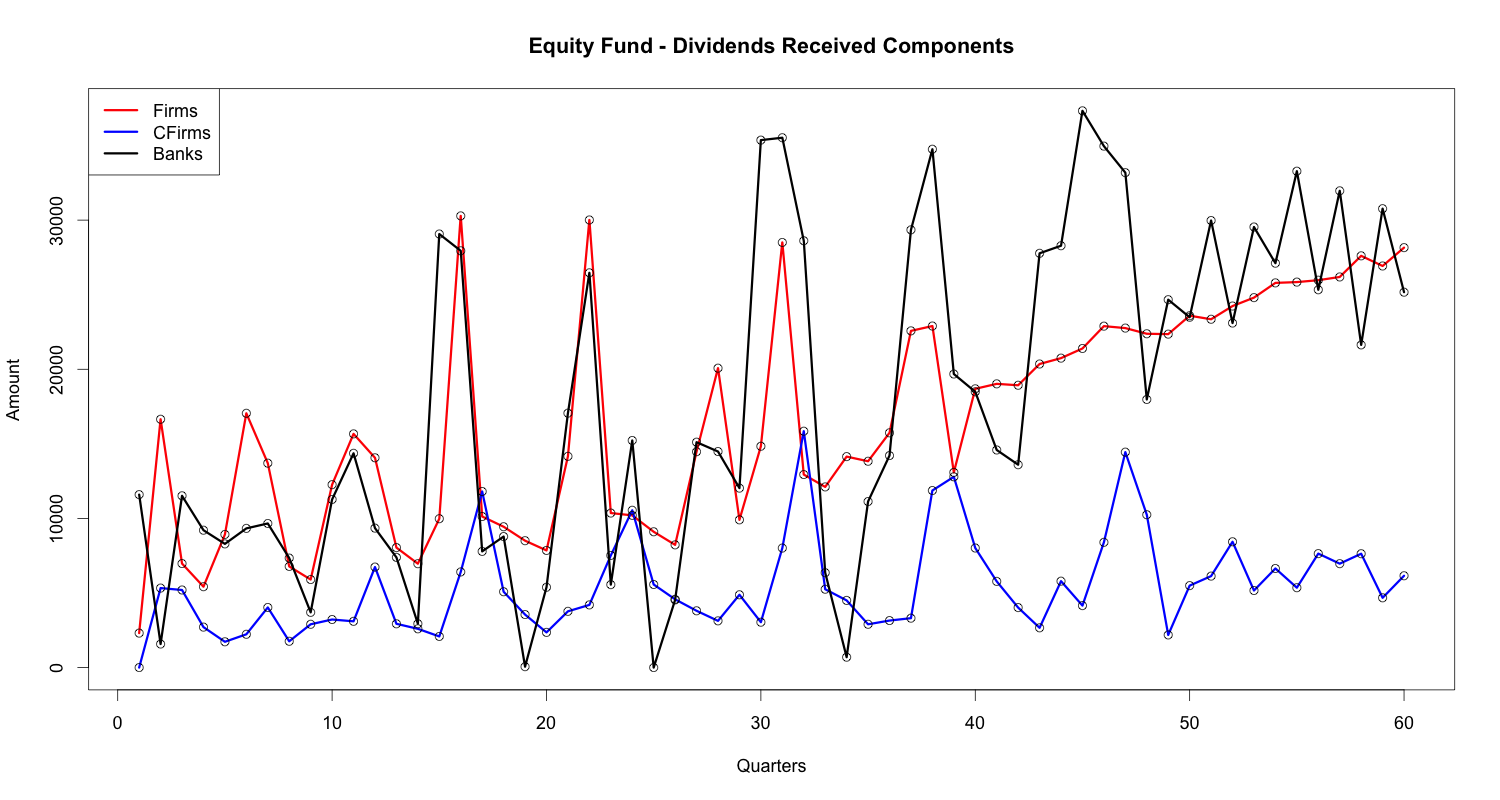 Equity Fund - Dividends Received Components
Firms
CFirms
Banks
30000
20000
10000
0
Amount
0 10 20 30 40 50 60
Quarters